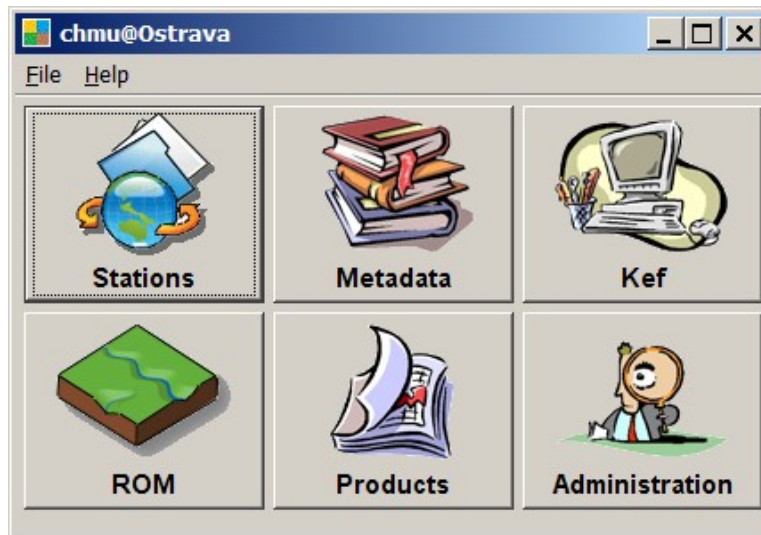 chmu@Ostrava
File Help
Stations Metadata Kef
ROM Products Administration